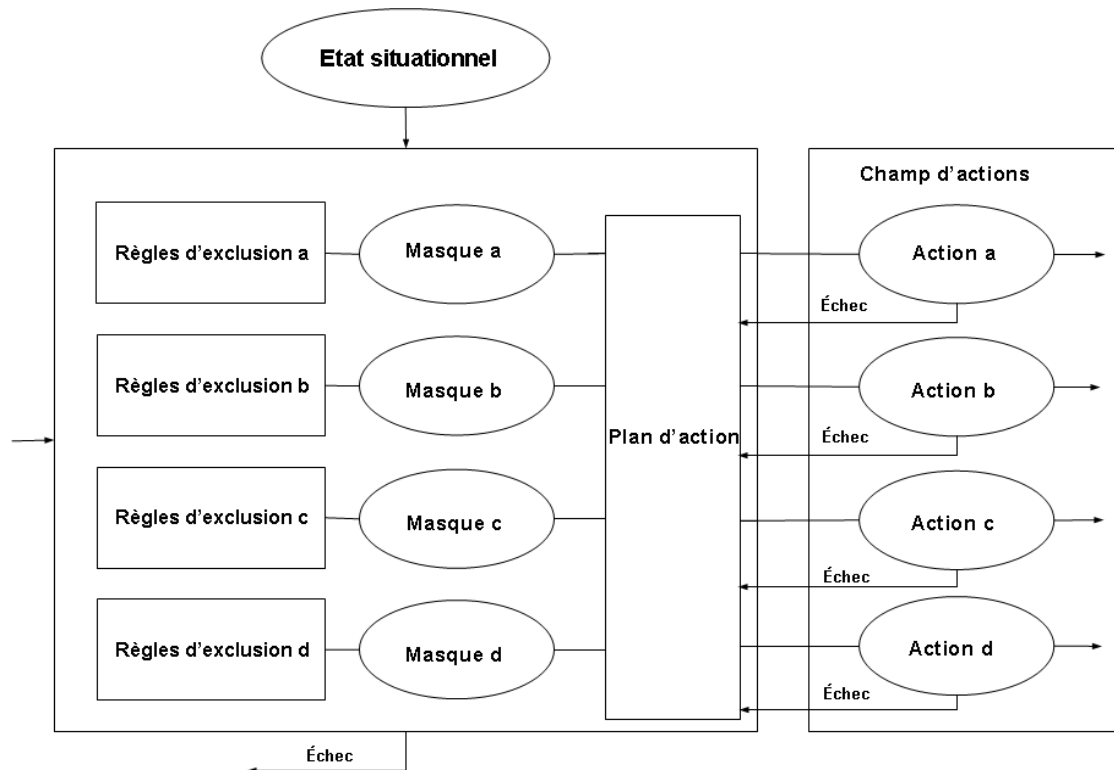 Etat situationnel
Champ d'actions
Règles d'exclusion a
Masque a
Action a
Échec
Règles d'exclusion b
Masque b
Action b
Échec
Plan d'action
Règles d'exclusion c
Masque c
Action c
Échec
Règles d'exclusion d
Masque d
Action d
Échec
Échec